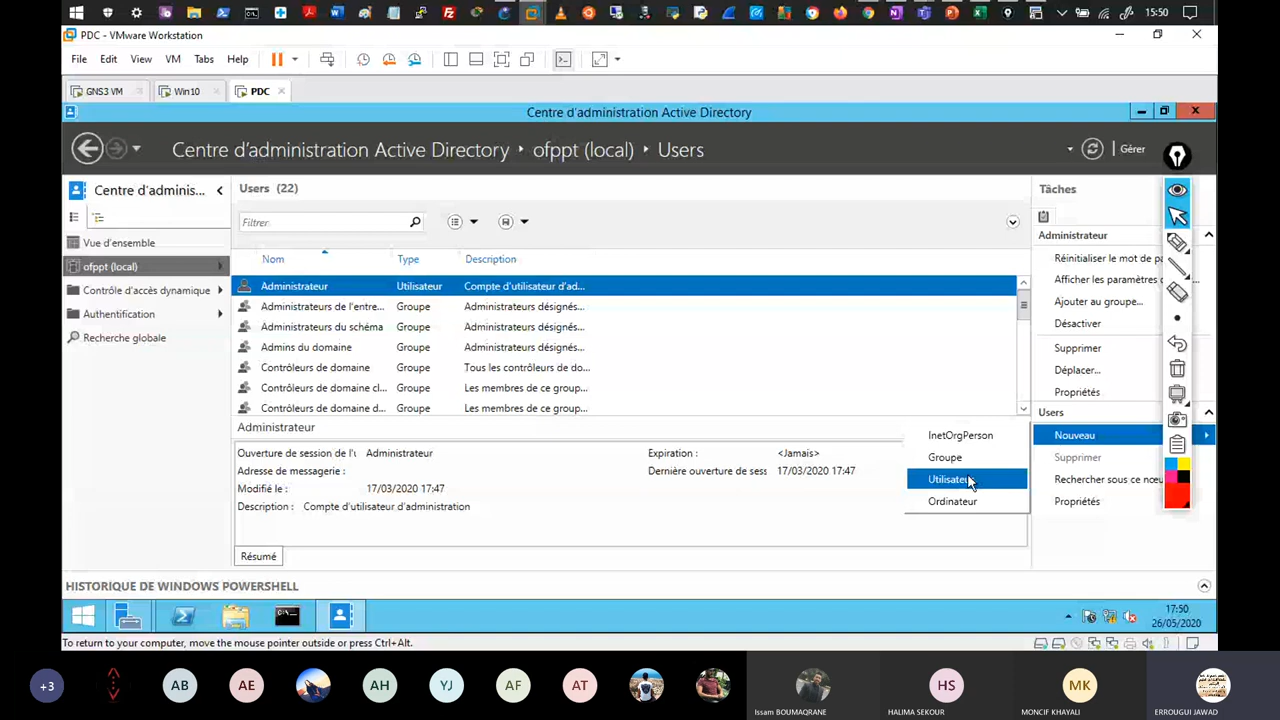 15:50
PDC - VMware Workstation
File Edit View VM Tabs Help
GNS3 VM Win10 PDC
Centre d'administration Active Directory
Centre d'administration Active Directory • ofppt (local) • Users Gérer
Centre d'adminis...
Vue d'ensemble
ofppt (local)
Contrôle d'accès dynamique
Authentification
Recherche globale
Users (22)
Filtrer
Nom Type Description
Administrateur Utilisateur Compte d'utilisateur d'ad...
Administrateurs de l'entre... Groupe Administrateurs désignés...
Administrateurs du schéma Groupe Administrateurs désignés...
Admins du domaine Groupe Administrateurs désignés...
Contrôleurs de domaine Groupe Tous les contrôleurs de do...
Contrôleurs de domaine cl... Groupe Les membres de ce group...
Contrôleurs de domaine d... Groupe Les membres de ce group...
Administrateur
Ouverture de session de l'u Administrateur Expiration : <Jamais>
Adresse de messagerie : Dernière ouverture de sess 17/03/2020 17:47
Modifié le : 17/03/2020 17:47
Description : Compte d'utilisateur d'administration
Résumé
InetOrgPerson
Groupe
Utilisateur
Ordinateur
Tâches
Administrateur
Réinitialiser le mot de pa
Afficher les paramètres
Ajouter au groupe...
Désactiver
Supprimer
Déplacer...
Propriétés
Users
Nouveau
Supprimer
Rechercher sous ce nœu
Propriétés
HISTORIQUE DE WINDOWS POWERSHELL
17:50
26/05/2020
To return to your computer, move the mouse pointer outside or press Ctrl+Alt.
+3 AB AE AH YJ AF AT HS MK
Issam BOUMAQRANE HALIMA SEKOUR MONCIF KHAYALI ERROUGUI JAWAD